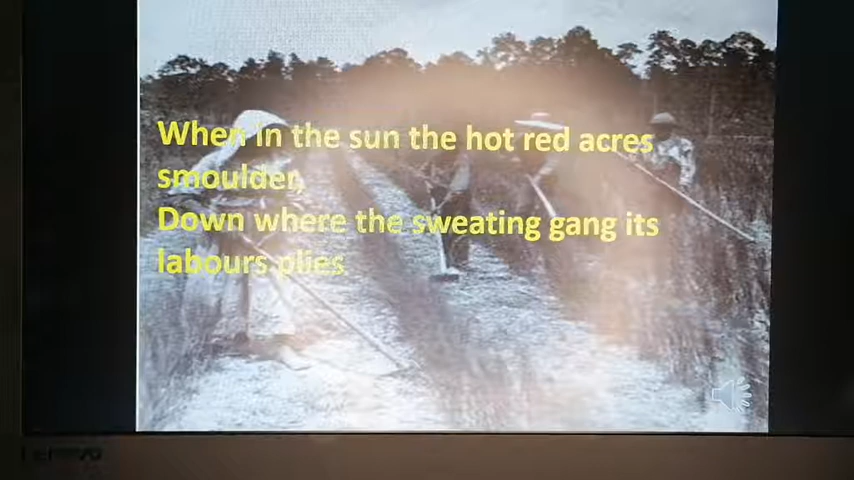 When in the sun the hot red acres
smoulder,
Down where the sweating gang its
labours plies